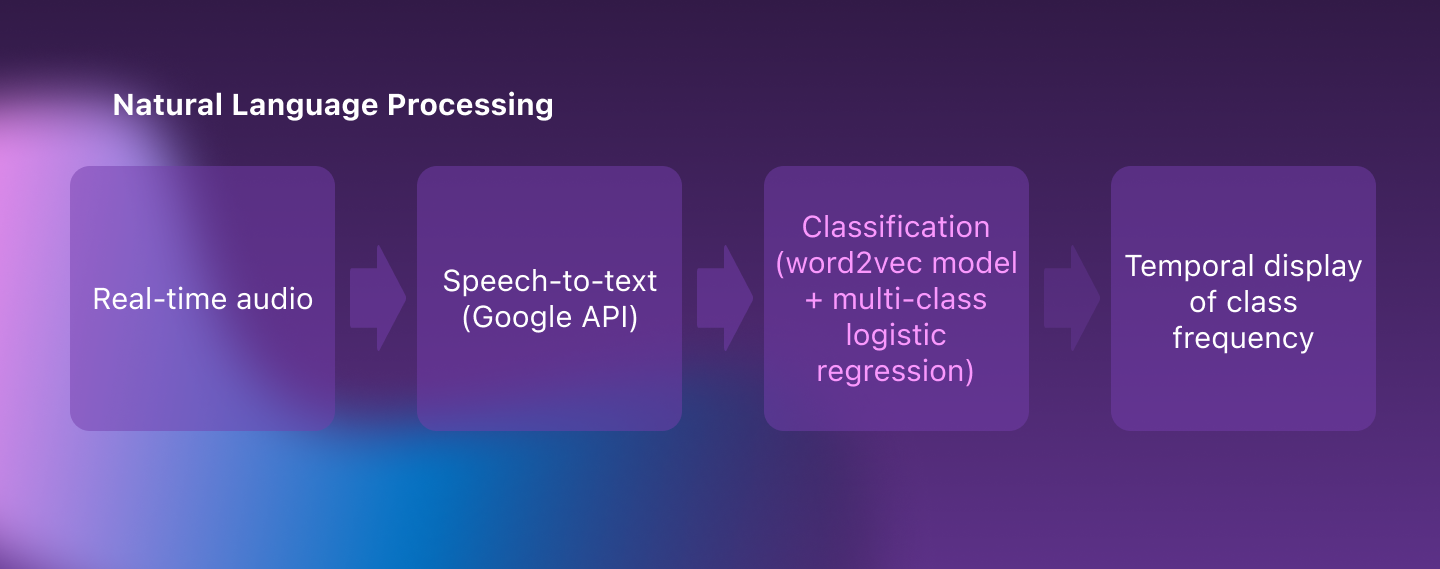 Natural Language Processing
Real-time audio
Speech-to-text
(Google API)
Classification
(word2vec model
+ multi-class
logistic
regression)
Temporal display
of class
frequency